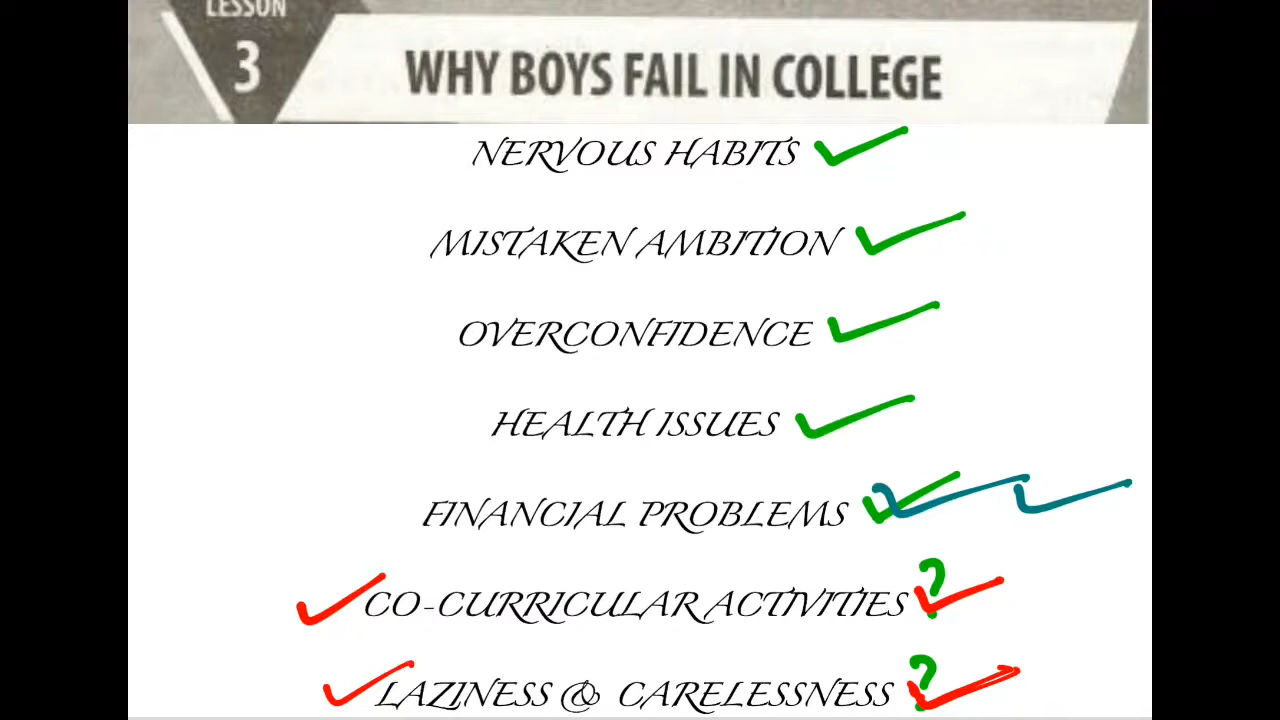 LESSON
3
WHY BOYS FAIL IN COLLEGE
NERVOUS HABITS
MISTAKEN AMBITION
OVERCONFIDENCE
HEALTH ISSUES
FINANCIAL PROBLEMS
CO-CURRICULAR ACTIVITIES ?
LAZINESS & CARELESSNESS ?